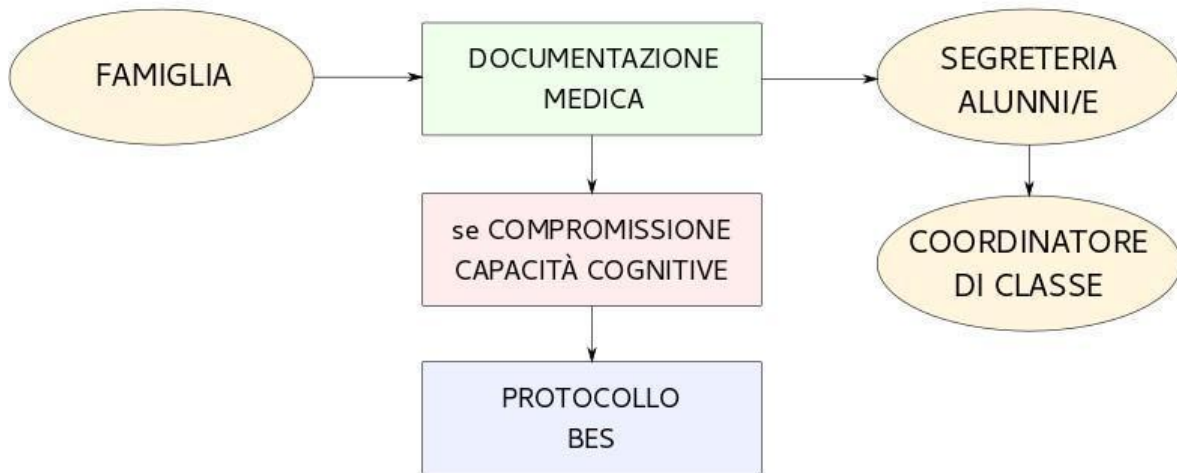 FAMIGLIA
DOCUMENTAZIONE
MEDICA
SEGRETERIA
ALUNNI/E
se COMPROMISSIONE
CAPACITÀ COGNITIVE
COORDINATORE
DI CLASSE
PROTOCOLLO
BES